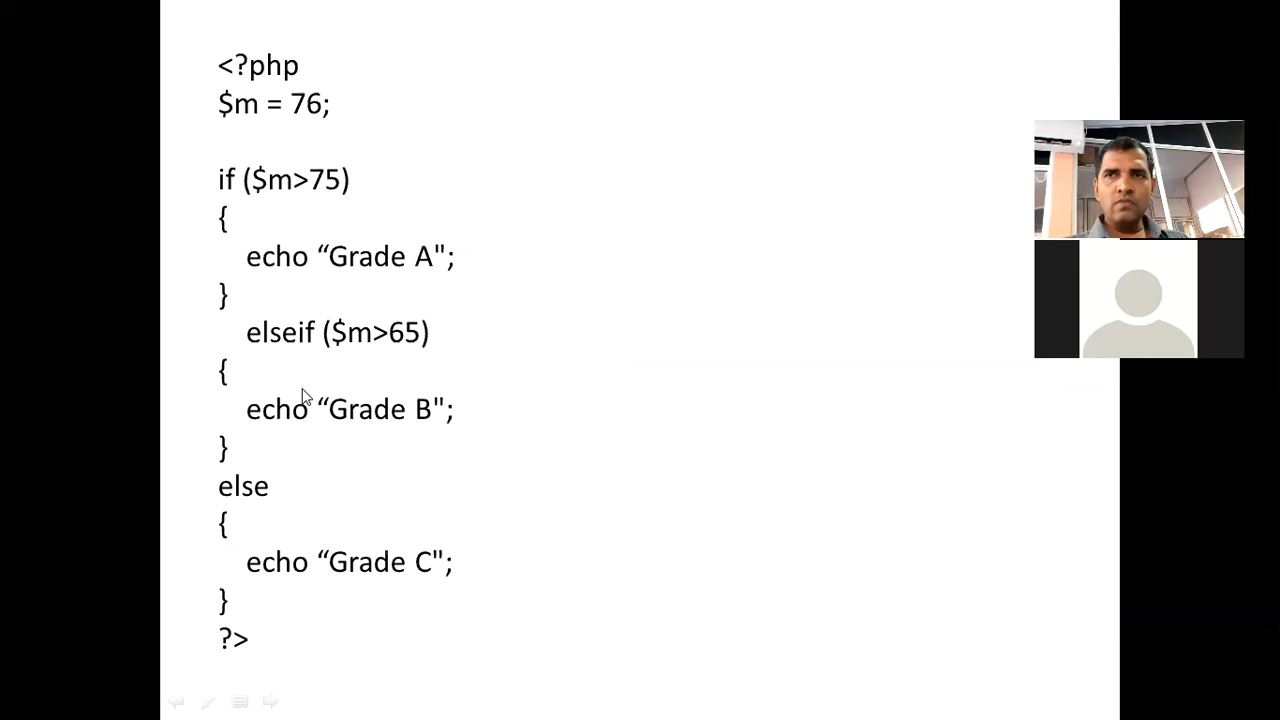 <?php
$m = 76;
if ($m>75)
{
echo “Grade A";
}
elseif ($m>65)
{
echo “Grade B";
}
else
{
echo “Grade C";
}
?>